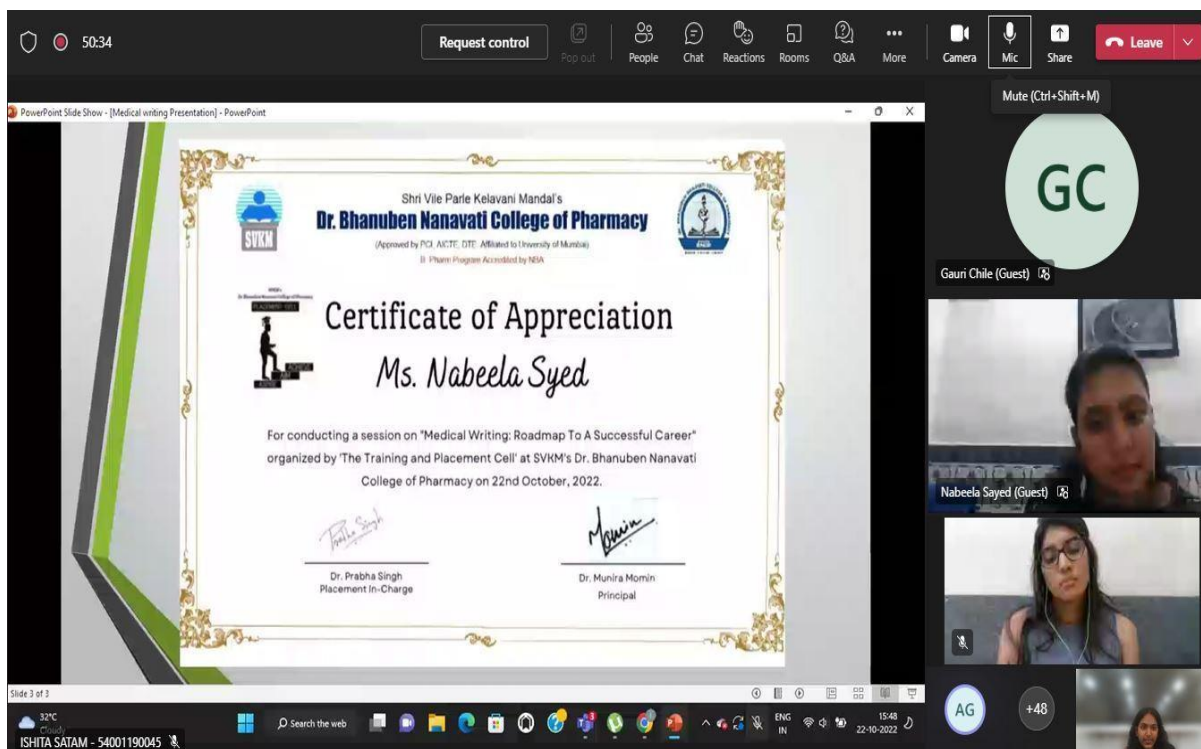 50:34
Request control
Pop out
People
Chat
Reactions
Rooms
Q&A
More
Camera
Mic
Share
Leave
Mute (Ctrl+Shift+M)
PowerPoint Slide Show - [Medical writing Presentation] - PowerPoint
SVKM
Shri Vile Parle Kelavani Mandal's
Dr. Bhanuben Nanavati College of Pharmacy
(Approved by PCI, AICTE, DTE. Affiliated to University of Mumbai)
B. Pharm Program Accredited by NBA
PLACEMENT CELL
Certificate of Appreciation
Ms. Nabeela Syed
For conducting a session on "Medical Writing: Roadmap To A Successful Career"
organized by 'The Training and Placement Cell' at SVKM's Dr. Bhanuben Nanavati
College of Pharmacy on 22nd October, 2022.
Prabha Singh
Momin
Dr. Prabha Singh
Placement In-Charge
Dr. Munira Momin
Principal
GC
Gauri Chile (Guest)
Nabeela Sayed (Guest)
AG
+48
Slide 3 of 3
32°C
Cloudy
Search the web
ENG
IN
15:48
22-10-2022
ISHITA SATAM - 54001190045